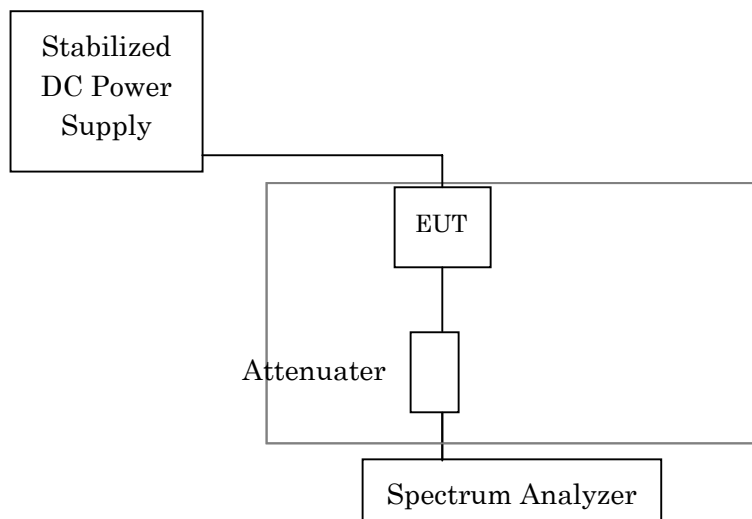 Stabilized
DC Power
Supply
EUT
Attenuater
Spectrum Analyzer